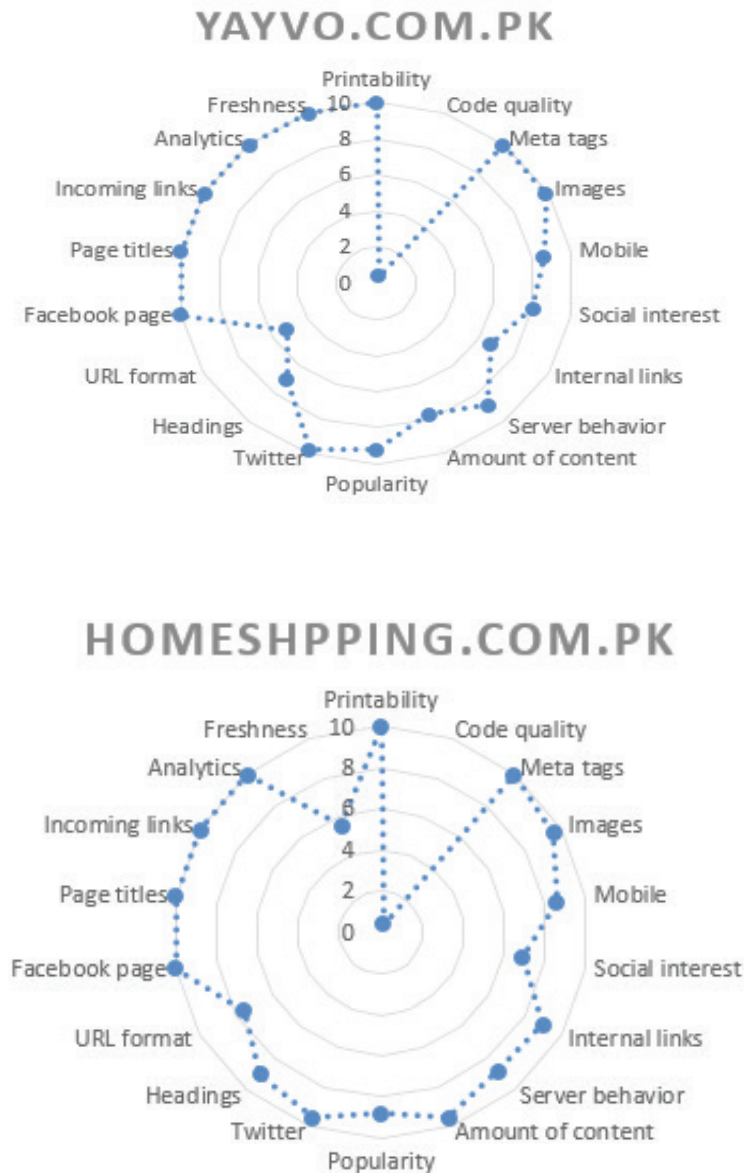 YAYVO.COM.PK
Printability
Freshness
Code quality
Analytics
Meta tags
Incoming links
Images
Page titles
Mobile
Facebook page
Social interest
URL format
Internal links
Headings
Server behavior
Twitter
Amount of content
Popularity
10
8
6
4
2
0
HOMESHPPING.COM.PK
Printability
Freshness
Code quality
Analytics
Meta tags
Incoming links
Images
Page titles
Mobile
Facebook page
Social interest
URL format
Internal links
Headings
Server behavior
Twitter
Amount of content
Popularity
10
8
6
4
2
0